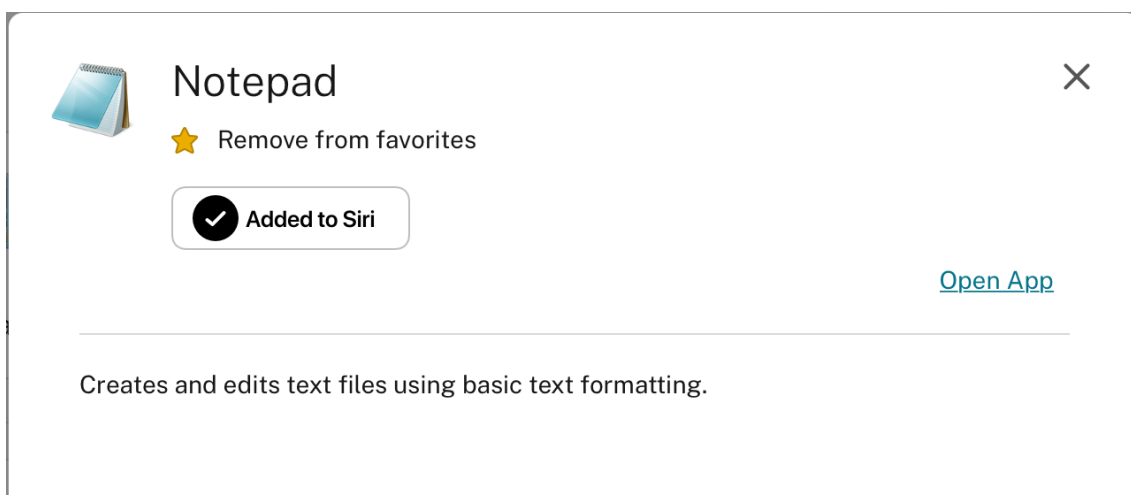 Notepad
Remove from favorites
Added to Siri
Open App
Creates and edits text files using basic text formatting.